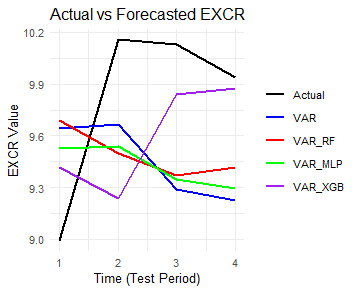 Actual vs Forecasted EXCR
EXCR Value
10.2
9.9
9.6
9.3
9.0
1 2 3 4
Time (Test Period)
Actual
VAR
VAR_RF
VAR_MLP
VAR_XGB